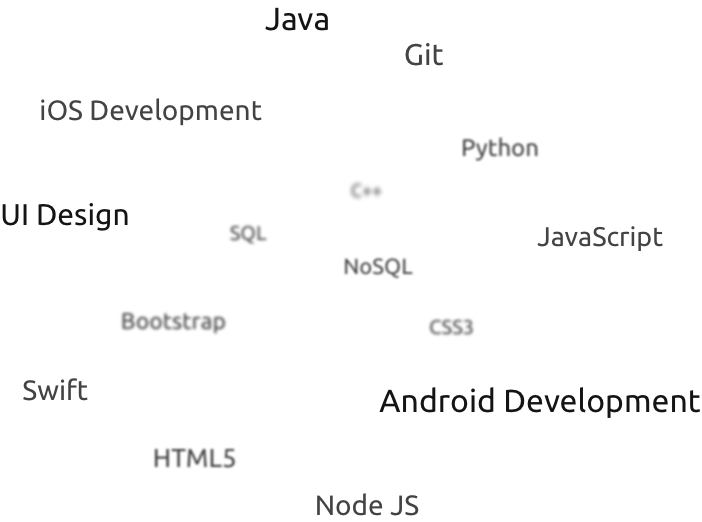 Java
Git
iOS Development
Python
C++
UI Design
SQL
JavaScript
NoSQL
Bootstrap
CSS3
Swift
Android Development
HTML5
Node JS